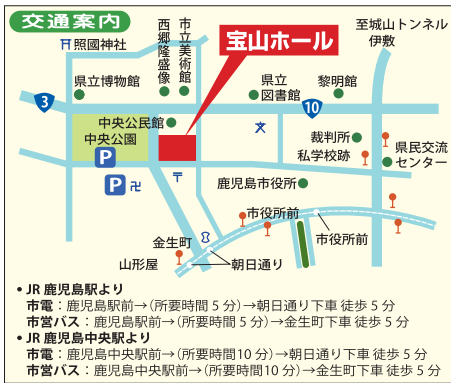 交通案内
至城山トンネル
伊敷
照國神社
西郷隆盛像
市立美術館
宝山ホール
県立博物館
県立
図書館
黎明館
3
10
中央公民館
中央公園
P
P
文
裁判所
私学校跡
県民交流
センター
鹿児島市役所
市役所前
市役所前
金生町
山形屋
朝日通り
• JR 鹿児島駅より
市電：鹿児島駅前→（所要時間 5 分）→朝日通り下車 徒歩 5 分
市営バス：鹿児島駅前→（所要時間 5 分）→金生町下車 徒歩 5 分
• JR 鹿児島中央駅より
市電：鹿児島中央駅前→（所要時間10分）→朝日通り下車 徒歩 5 分
市営バス：鹿児島中央駅前→（所要時間10分）→金生町下車 徒歩 5 分